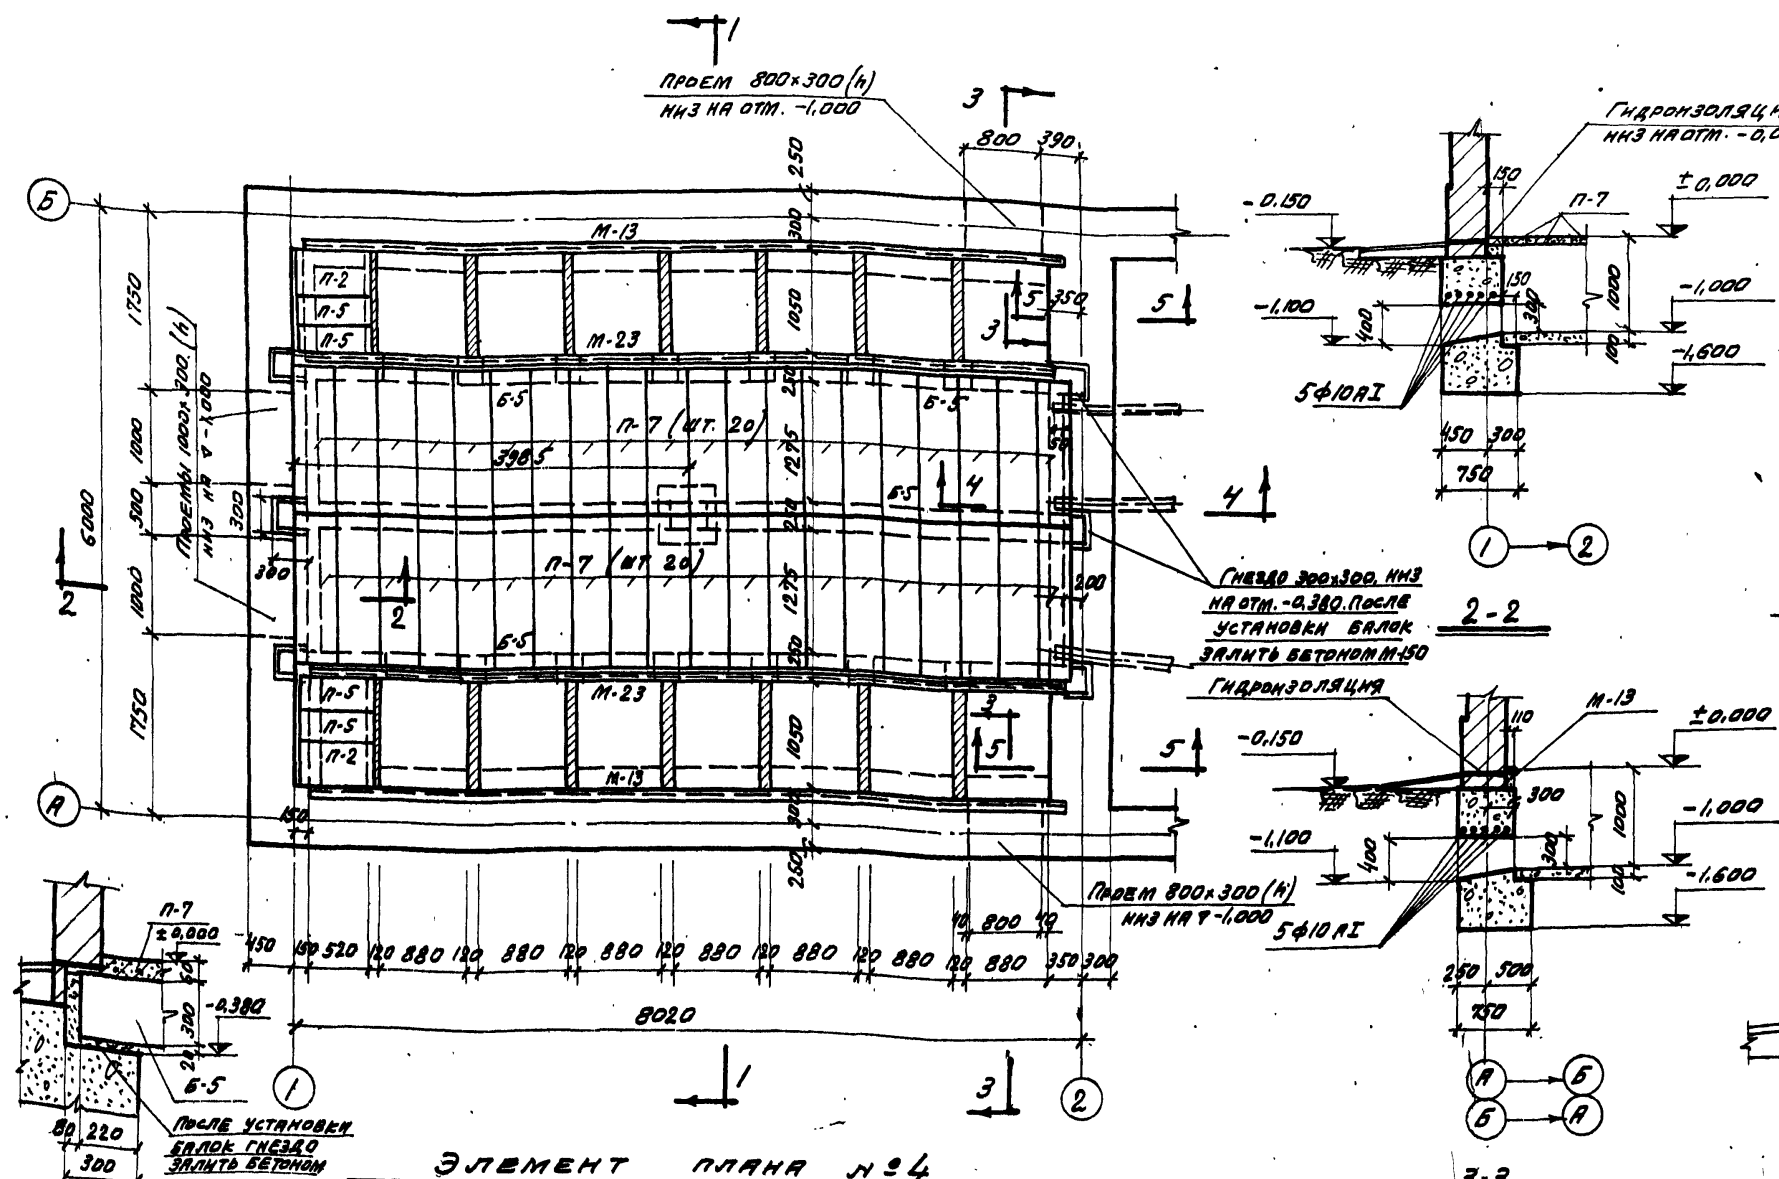 1
ПРОЕМ 800×300 (h)
НИЗ НА ОТМ. -1,000
3
800 390
250
300
Б
М-13
П-2
П-5
П-5
1050
5
350
3
5
М-23
1750
1000
500
1000
1750
6000
ПРОЕМЫ 1000×300 (h)
300
300
250
Б-5
Б-5
П-7 (ШТ. 20)
1275
50
3985
Б-5
4
4
П-7 (ШТ 20)
1275
200
2
2
Б-5
250
М-23
П-5
П-5
П-2
1050
3
5
5
М-13
А
150
300
250
ГНЕЗДО 300×300, НИЗ
НА ОТМ. -0,380. ПОСЛЕ
УСТАНОВКИ БАЛОК
ЗАЛИТЬ БЕТОНОМ М-150
ПРОЕМ 800×300 (h)
НИЗ НА -1,000
40 800 40
450 150 520 120 880 120 880 120 880 120 880 120 880 120 880 120 880 350 300
8020
1
2
1
3
П-7
±0,000
50
300
20
-0,380
Б-5
80 220
300
ПОСЛЕ УСТАНОВКИ
БАЛОК ГНЕЗДО
ЗАЛИТЬ БЕТОНОМ
ЭЛЕМЕНТ ПЛАНА №4
НИЗ НА ОТМ. -0,
150
±0,000
П-7
-0,150
150
-1,000
-1,100
400
300
1000
100
-1,600
5Ф10АI
450 300
750
1 2
2-2
ГИДРОИЗОЛЯЦИЯ
М-13
110
±0,000
-0,150
300
1000
-1,000
-1,100
400
300
100
-1,600
5Ф10АI
250 500
750
А Б
Б А
3-3